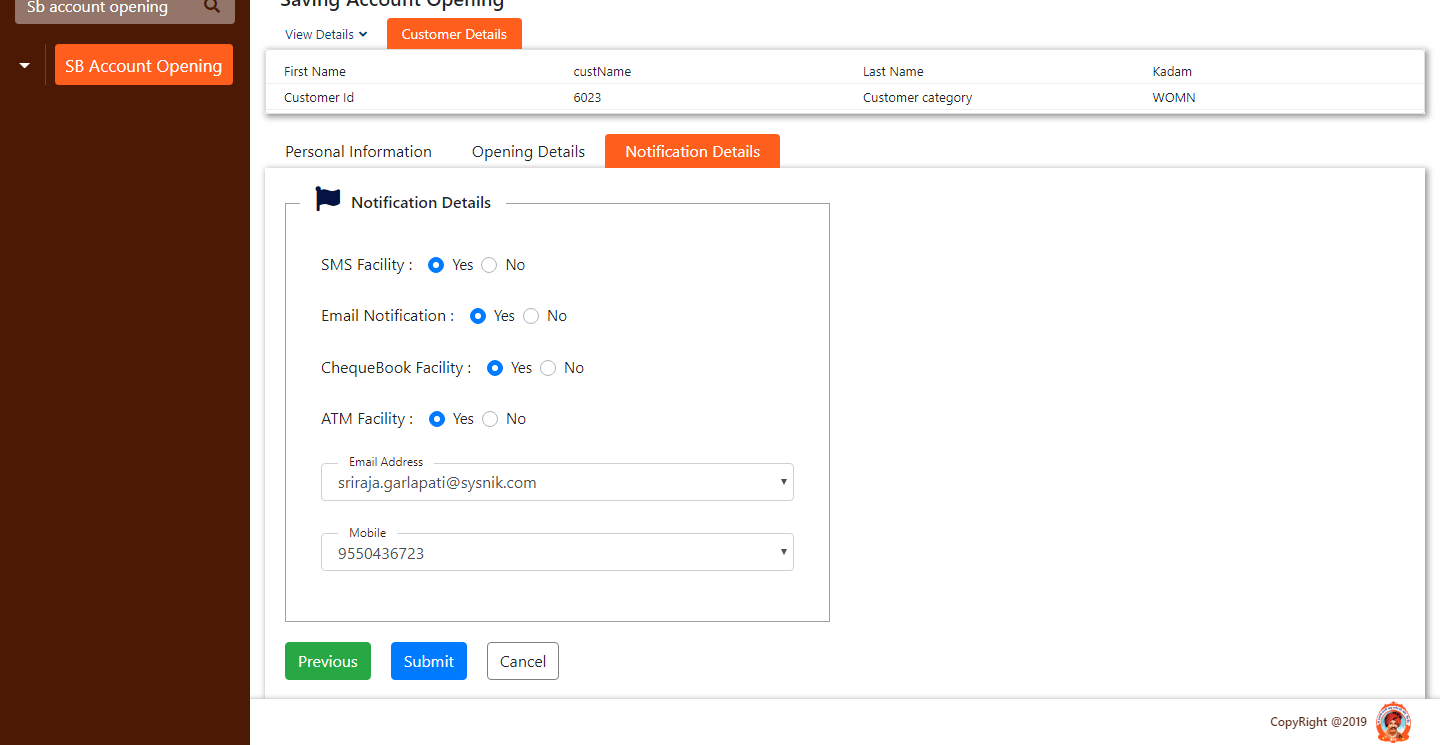 Sb account opening
Saving Account Opening
SB Account Opening
View Details
Customer Details
First Name custName Last Name Kadam
Customer Id 6023 Customer category WOMN
Personal Information Opening Details Notification Details
Notification Details
SMS Facility : Yes No
Email Notification : Yes No
ChequeBook Facility : Yes No
ATM Facility : Yes No
Email Address
sriraja.garlapati@sysnik.com
Mobile
9550436723
Previous Submit Cancel
CopyRight @2019